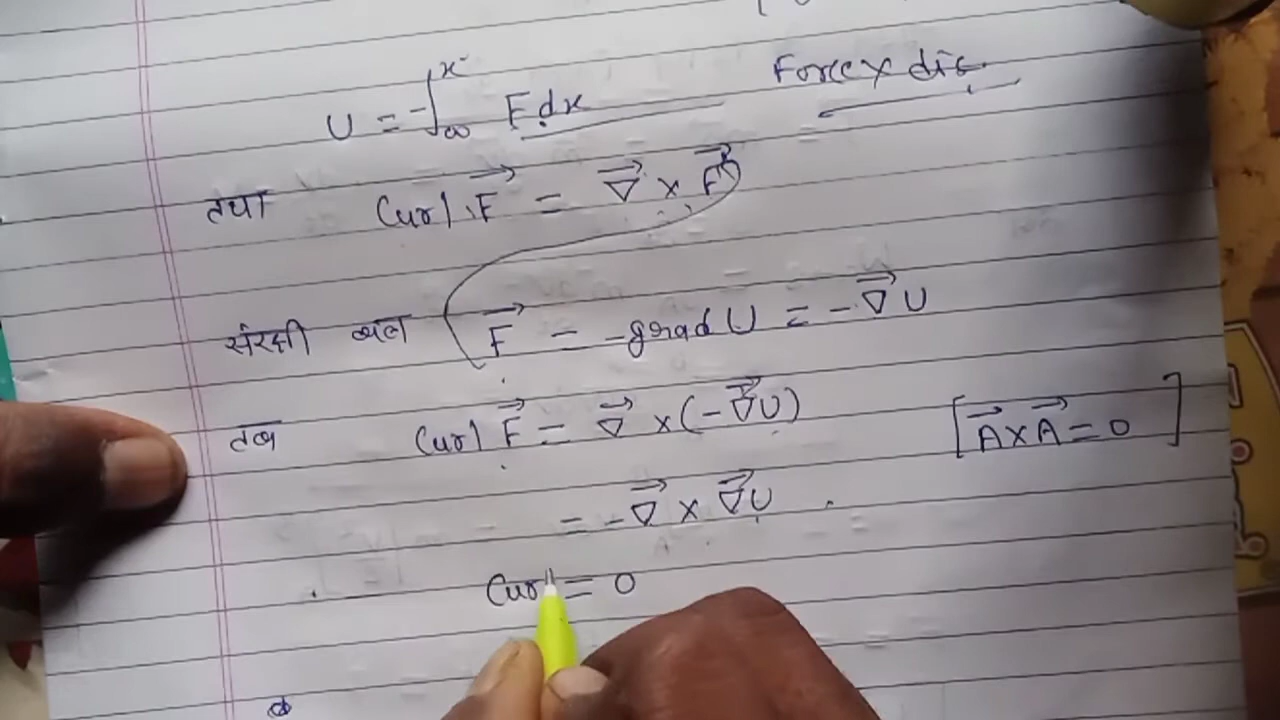 Force x dis.
U = -∫_∞^x F dx
तथा Curl F⃗ = ∇⃗ × F⃗
संरक्षी बल F⃗ = -grad U = -∇⃗ U
तब Curl F⃗ = ∇⃗ × (-∇⃗U) [A⃗ × A⃗ = 0]
= -∇⃗ × ∇⃗U
Curl = 0